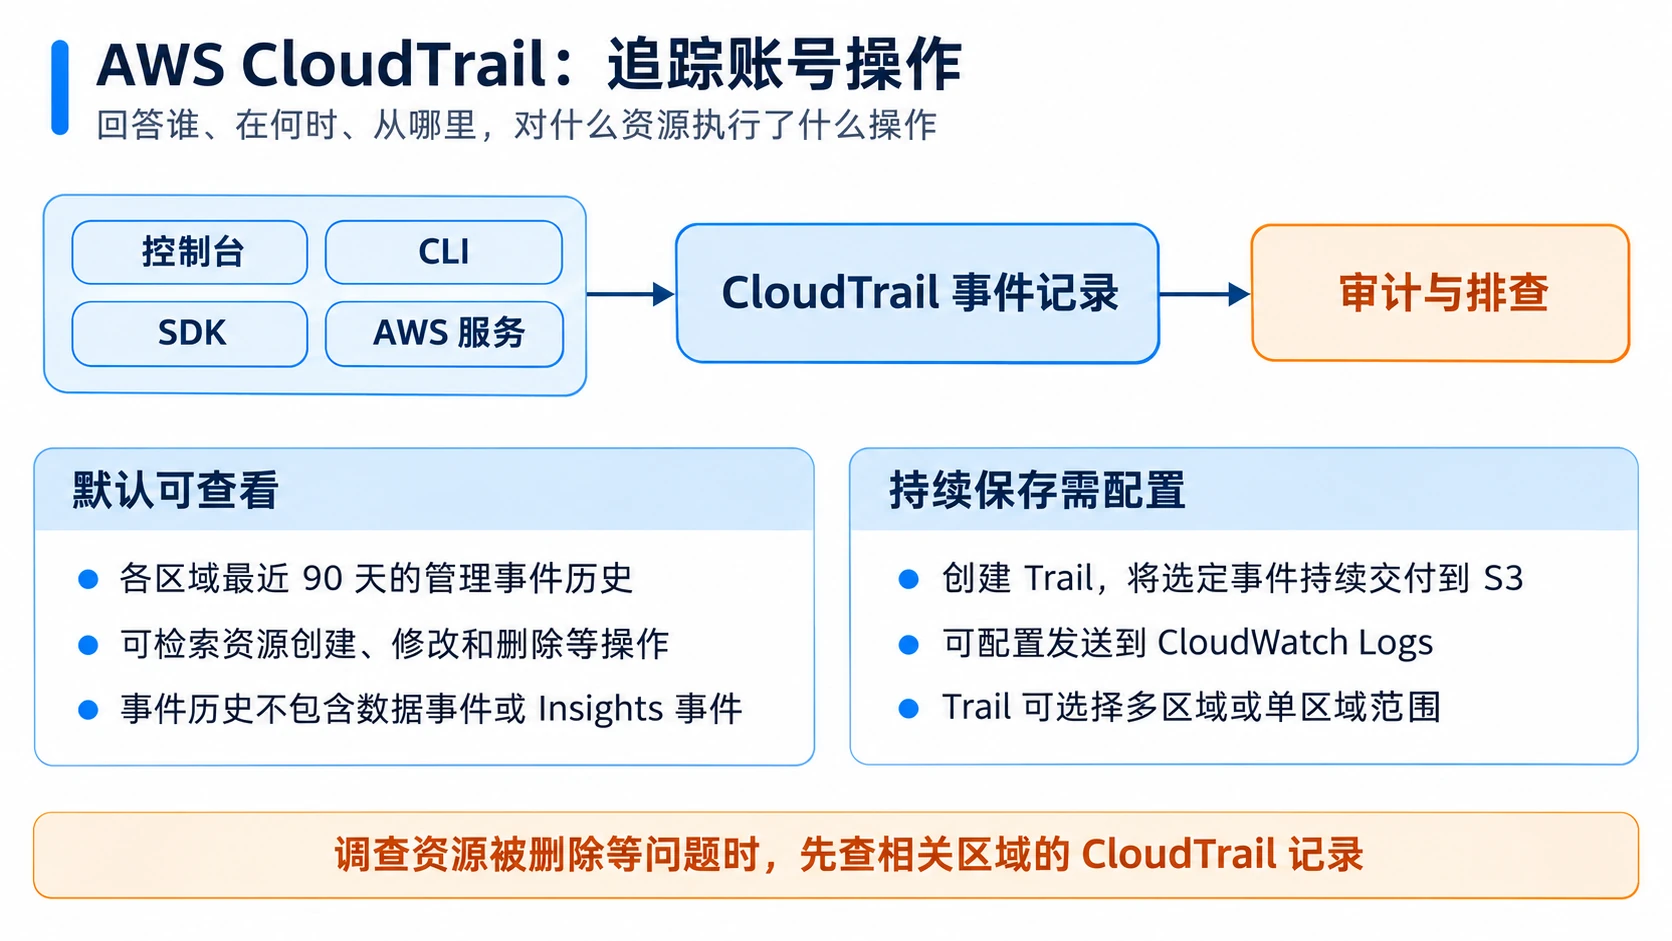 AWS CloudTrail：追踪账号操作
回答谁、在何时、从哪里，对什么资源执行了什么操作
控制台
CLI
SDK
AWS 服务
CloudTrail 事件记录
审计与排查
默认可查看
各区域最近 90 天的管理事件历史
可检索资源创建、修改和删除等操作
事件历史不包含数据事件或 Insights 事件
持续保存需配置
创建 Trail，将选定事件持续交付到 S3
可配置发送到 CloudWatch Logs
Trail 可选择多区域或单区域范围
调查资源被删除等问题时，先查相关区域的 CloudTrail 记录